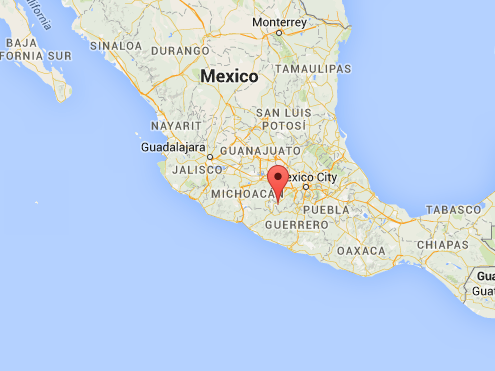 Monterrey
California
BAJA
FORNIA SUR
SINALOA
DURANGO
Mexico
TAMAULIPAS
SAN LUIS
POTOSÍ
NAYARIT
Guadalajara
GUANAJUATO
JALISCO
Mexico City
MICHOACÁN
PUEBLA
TABASCO
GUERRERO
OAXACA
CHIAPAS
Gua
Guat